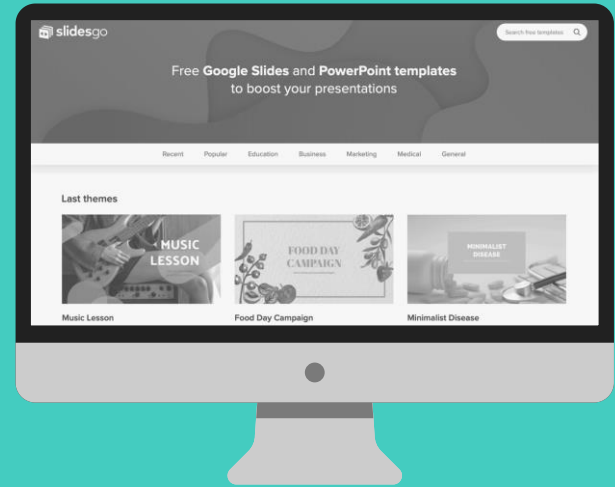 slidesgo
Search free templates
Free Google Slides and PowerPoint templates
to boost your presentations
Recent Popular Education Business Marketing Medical General
Last themes
MUSIC
LESSON
FOOD DAY
CAMPAIGN
MINIMALIST
DISEASE
Music Lesson Food Day Campaign Minimalist Disease